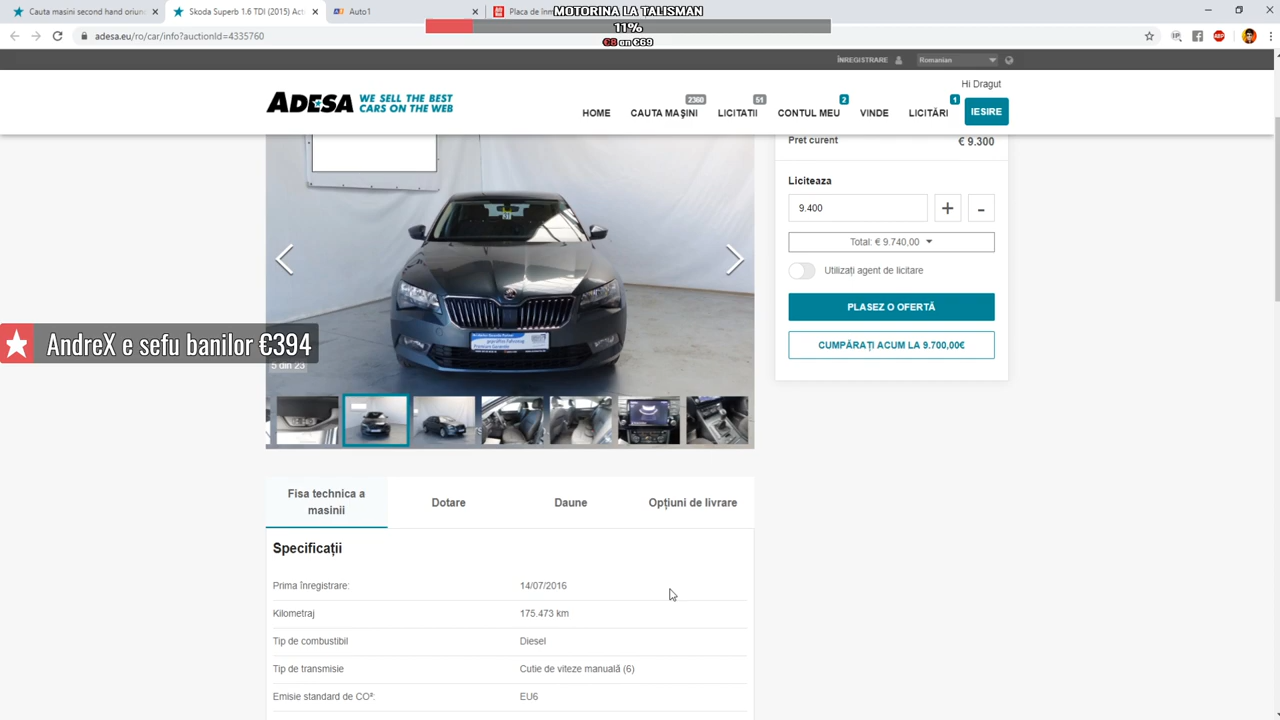 Cauta masini second hand oriun
Skoda Superb 1.6 TDI (2015) Act
Auto1
Placa de înm
MOTORINA LA TALISMAN
11%
€8 an €69
adesa.eu/ro/car/info?auctionId=4335760
ÎNREGISTRARE
Romanian
Hi Dragut
ADESA WE SELL THE BEST
CARS ON THE WEB
HOME
CAUTA MAŞINI 2360
LICITATII 51
CONTUL MEU 2
VINDE
LICITĂRI 1
IESIRE
Pret curent € 9.300
Liciteaza
9.400 + -
Total: € 9.740,00
Utilizați agent de licitare
PLASEZ O OFERTĂ
CUMPĂRAȚI ACUM LA 9.700,00€
AndreX e sefu banilor €394
5 din 23
Fisa technica a
masinii
Dotare
Daune
Opțiuni de livrare
Specificații
Prima înregistrare: 14/07/2016
Kilometraj 175.473 km
Tip de combustibil Diesel
Tip de transmisie Cutie de viteze manuală (6)
Emisie standard de CO²: EU6